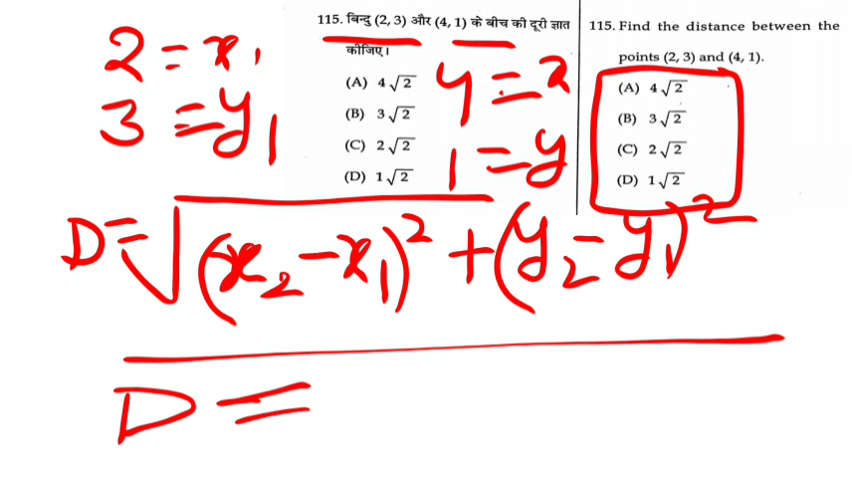 115. बिन्दु (2, 3) और (4, 1) के बीच की दूरी ज्ञात
कीजिए।
(A) 4√2
(B) 3√2
(C) 2√2
(D) 1√2
115. Find the distance between the
points (2, 3) and (4, 1).
(A) 4√2
(B) 3√2
(C) 2√2
(D) 1√2
2 = x₁
3 = y₁
4 = x
1 = y
D = √(x₂ - x₁)² + (y₂ - y₁)²
D =